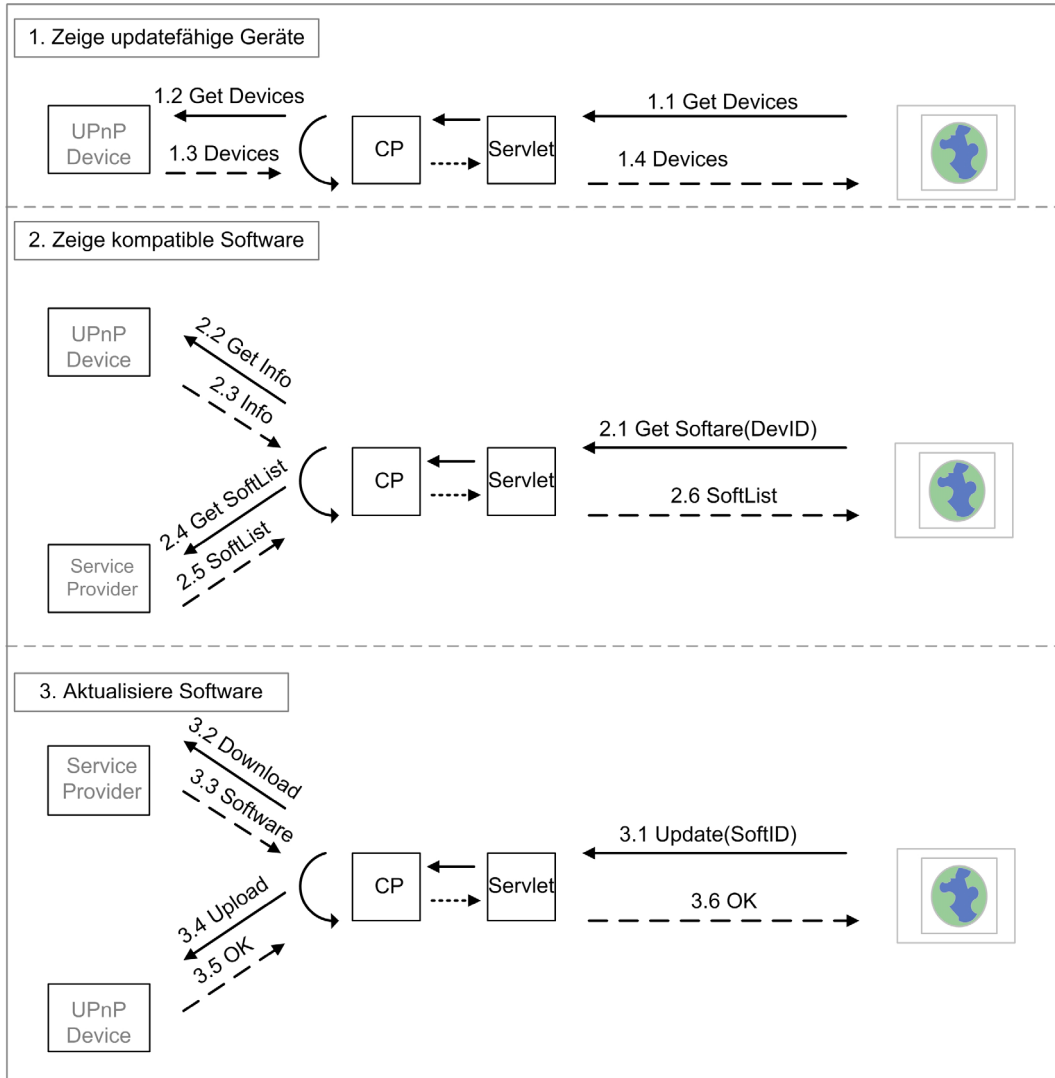 1. Zeige updatefähige Geräte
1.2 Get Devices
1.1 Get Devices
UPnP
Device
CP
Servlet
1.3 Devices
1.4 Devices
2. Zeige kompatible Software
UPnP
Device
2.2 Get Info
2.3 Info
2.1 Get Softare(DevID)
CP
Servlet
2.4 Get SoftList
2.6 SoftList
2.5 SoftList
Service
Provider
3. Aktualisiere Software
Service
Provider
3.2 Download
3.3 Software
3.1 Update(SoftID)
CP
Servlet
3.4 Upload
3.6 OK
3.5 OK
UPnP
Device